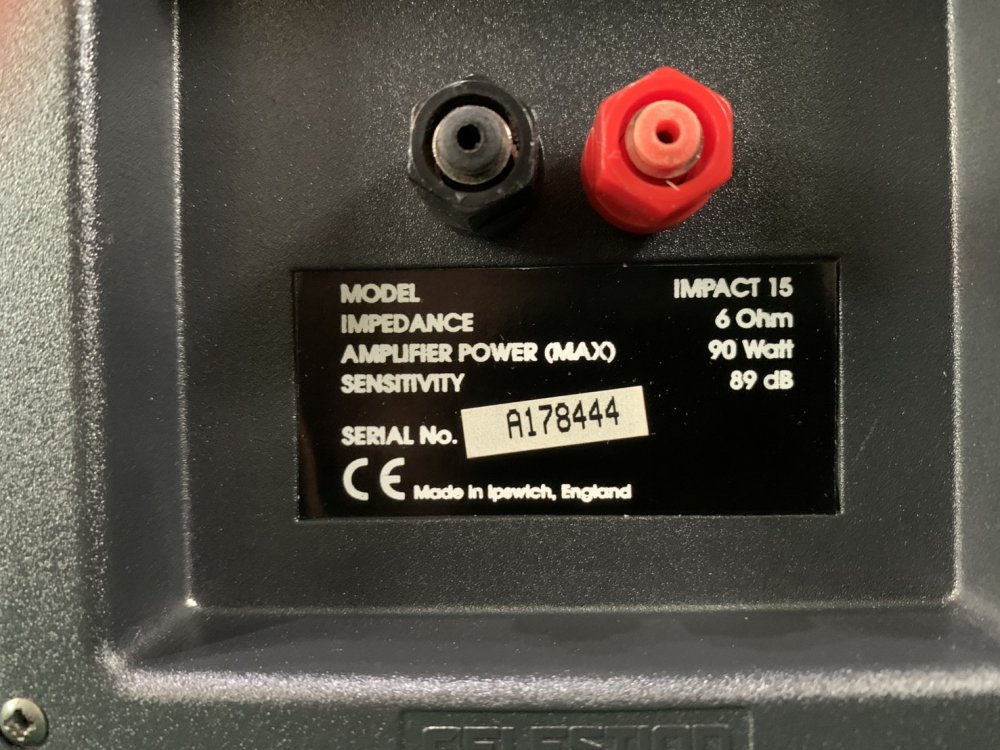 MODEL IMPACT 15
IMPEDANCE 6 Ohm
AMPLIFIER POWER (MAX) 90 Watt
SENSITIVITY 89 dB
SERIAL No. A178444
CE Made in Ipswich, England
CELESTION